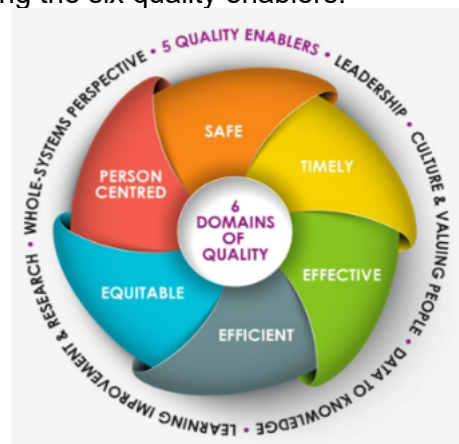 ng the six quality enablers.
• 5 QUALITY ENABLERS • LEADERSHIP • CULTURE & VALUING PEOPLE • DATA TO KNOWLEDGE • LEARNING IMPROVEMENT & RESEARCH • WHOLE-SYSTEMS PERSPECTIVE
SAFE
TIMELY
EFFECTIVE
EFFICIENT
EQUITABLE
PERSON
CENTRED
6
DOMAINS
OF
QUALITY